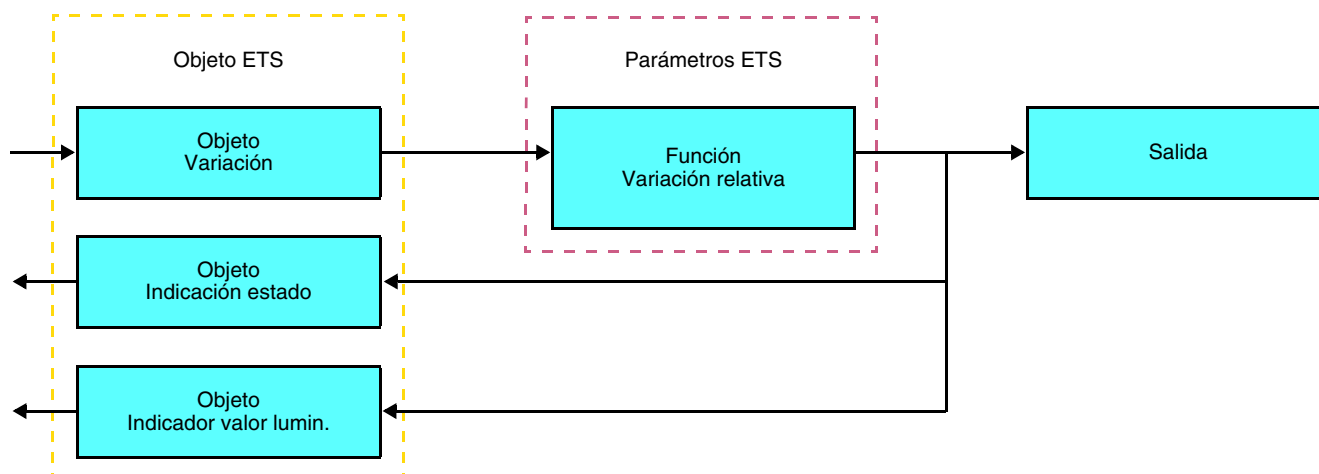 Objeto ETS
Parámetros ETS
Objeto
Variación
Función
Variación relativa
Salida
Objeto
Indicación estado
Objeto
Indicador valor lumin.